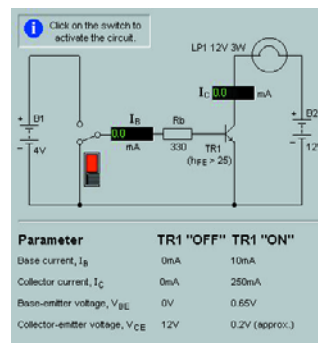 Click on the switch to
activate the circuit.
LP1 12V 3W
IC 0.0 mA
B1
4V
IB
0.0
mA
Rb
330
TR1
(hFE > 25)
B2
12V
Parameter TR1 "OFF" TR1 "ON"
Base current, IB 0mA 10mA
Collector current, IC 0mA 250mA
Base-emitter voltage, VBE 0V 0.65V
Collector-emitter voltage, VCE 12V 0.2V (approx.)